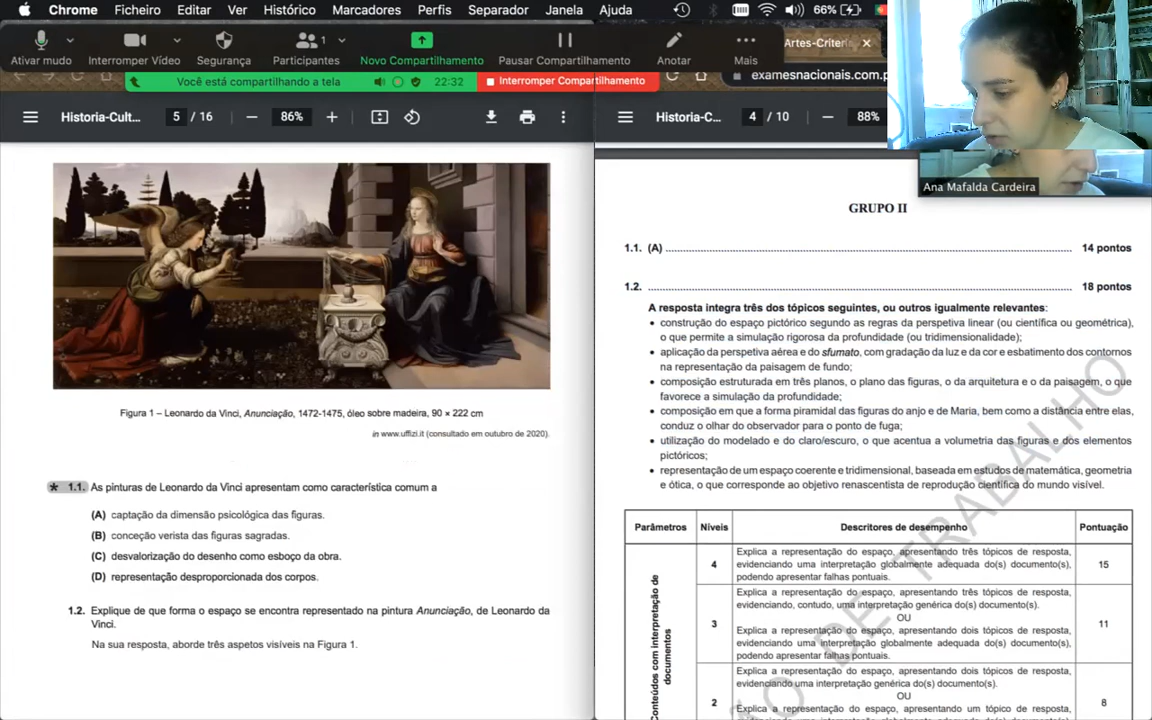 Chrome Ficheiro Editar Ver Histórico Marcadores Perfis Separador Janela Ajuda 66%
Ativar mudo Interromper Vídeo Segurança Participantes 1 Novo Compartilhamento Pausar Compartilhamento Anotar Mais
Artes-Criteri
Você está compartilhando a tela 22:32 Interromper Compartilhamento
examesnacionais.com.p
Historia-Cult... 5 / 16 86%
Historia-C... 4 / 10 88%
Ana Mafalda Cardeira
Figura 1 – Leonardo da Vinci, Anunciação, 1472-1475, óleo sobre madeira, 90 × 222 cm
in www.uffizi.it (consultado em outubro de 2020).
* 1.1. As pinturas de Leonardo da Vinci apresentam como característica comum a
(A) captação da dimensão psicológica das figuras.
(B) conceção verista das figuras sagradas.
(C) desvalorização do desenho como esboço da obra.
(D) representação desproporcionada dos corpos.
1.2. Explique de que forma o espaço se encontra representado na pintura Anunciação, de Leonardo da
Vinci.
Na sua resposta, aborde três aspetos visíveis na Figura 1.
GRUPO II
1.1. (A) ........................................................ 14 pontos
1.2. ........................................................ 18 pontos
A resposta integra três dos tópicos seguintes, ou outros igualmente relevantes:
• construção do espaço pictórico segundo as regras da perspetiva linear (ou científica ou geométrica),
o que permite a simulação rigorosa da profundidade (ou tridimensionalidade);
• aplicação da perspetiva aérea e do sfumato, com gradação da luz e da cor e esbatimento dos contornos
na representação da paisagem de fundo;
• composição estruturada em três planos, o plano das figuras, o da arquitetura e o da paisagem, o que
favorece a simulação da profundidade;
• composição em que a forma piramidal das figuras do anjo e de Maria, bem como a distância entre elas,
conduz o olhar do observador para o ponto de fuga;
• utilização do modelado e do claro/escuro, o que acentua a volumetria das figuras e dos elementos
pictóricos;
• representação de um espaço coerente e tridimensional, baseada em estudos de matemática, geometria
e ótica, o que corresponde ao objetivo renascentista de reprodução científica do mundo visível.
Parâmetros Níveis Descritores de desempenho Pontuação
Conteúdos com interpretação de
documentos
4 Explica a representação do espaço, apresentando três tópicos de resposta,
evidenciando uma interpretação globalmente adequada do(s) documento(s),
podendo apresentar falhas pontuais. 15
3 Explica a representação do espaço, apresentando três tópicos de resposta,
evidenciando, contudo, uma interpretação genérica do(s) documento(s).
OU
Explica a representação do espaço, apresentando dois tópicos de resposta,
evidenciando uma interpretação globalmente adequada do(s) documento(s),
podendo apresentar falhas pontuais. 11
2 Explica a representação do espaço, apresentando dois tópicos de resposta,
evidenciando uma interpretação genérica do(s) documento(s).
OU
Explica a representação do espaço, apresentando um tópico de resposta, 8
DE TRABALHO